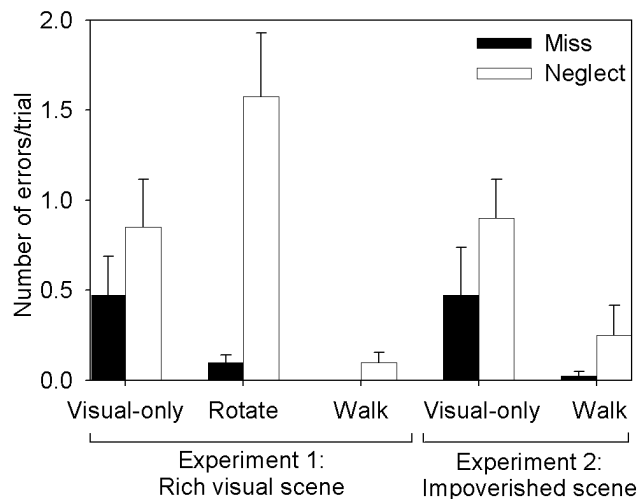 2.0
Miss
Neglect
1.5
1.0
0.5
0.0
Number of errors/trial
Visual-only Rotate Walk Visual-only Walk
Experiment 1: Experiment 2:
Rich visual scene Impoverished scene